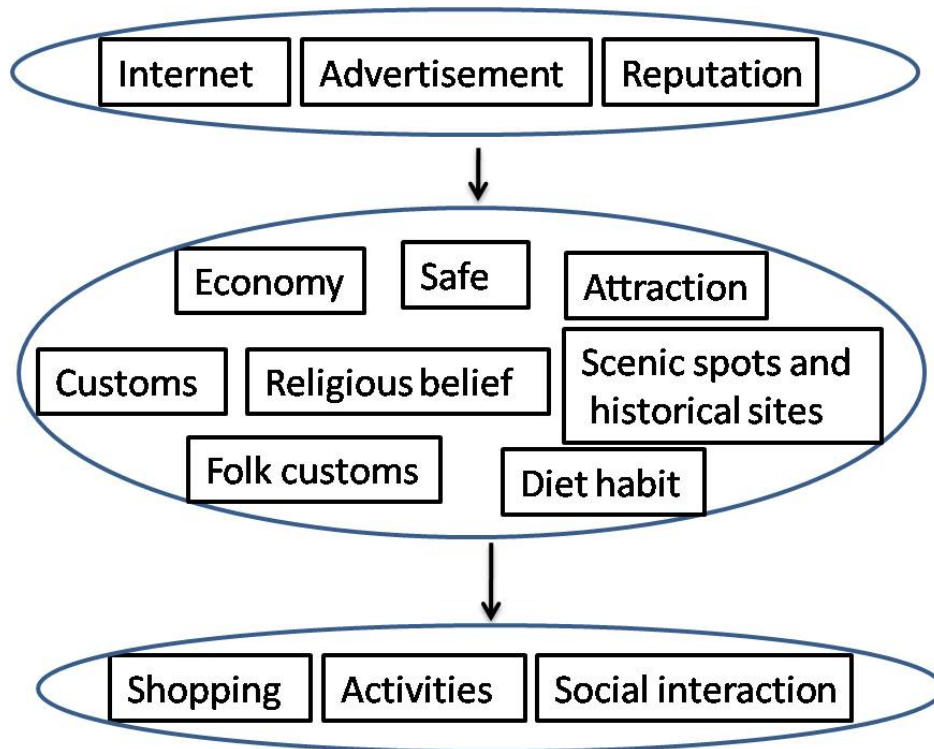 Internet
Advertisement
Reputation
Economy
Safe
Attraction
Customs
Religious belief
Scenic spots and
historical sites
Folk customs
Diet habit
Shopping
Activities
Social interaction